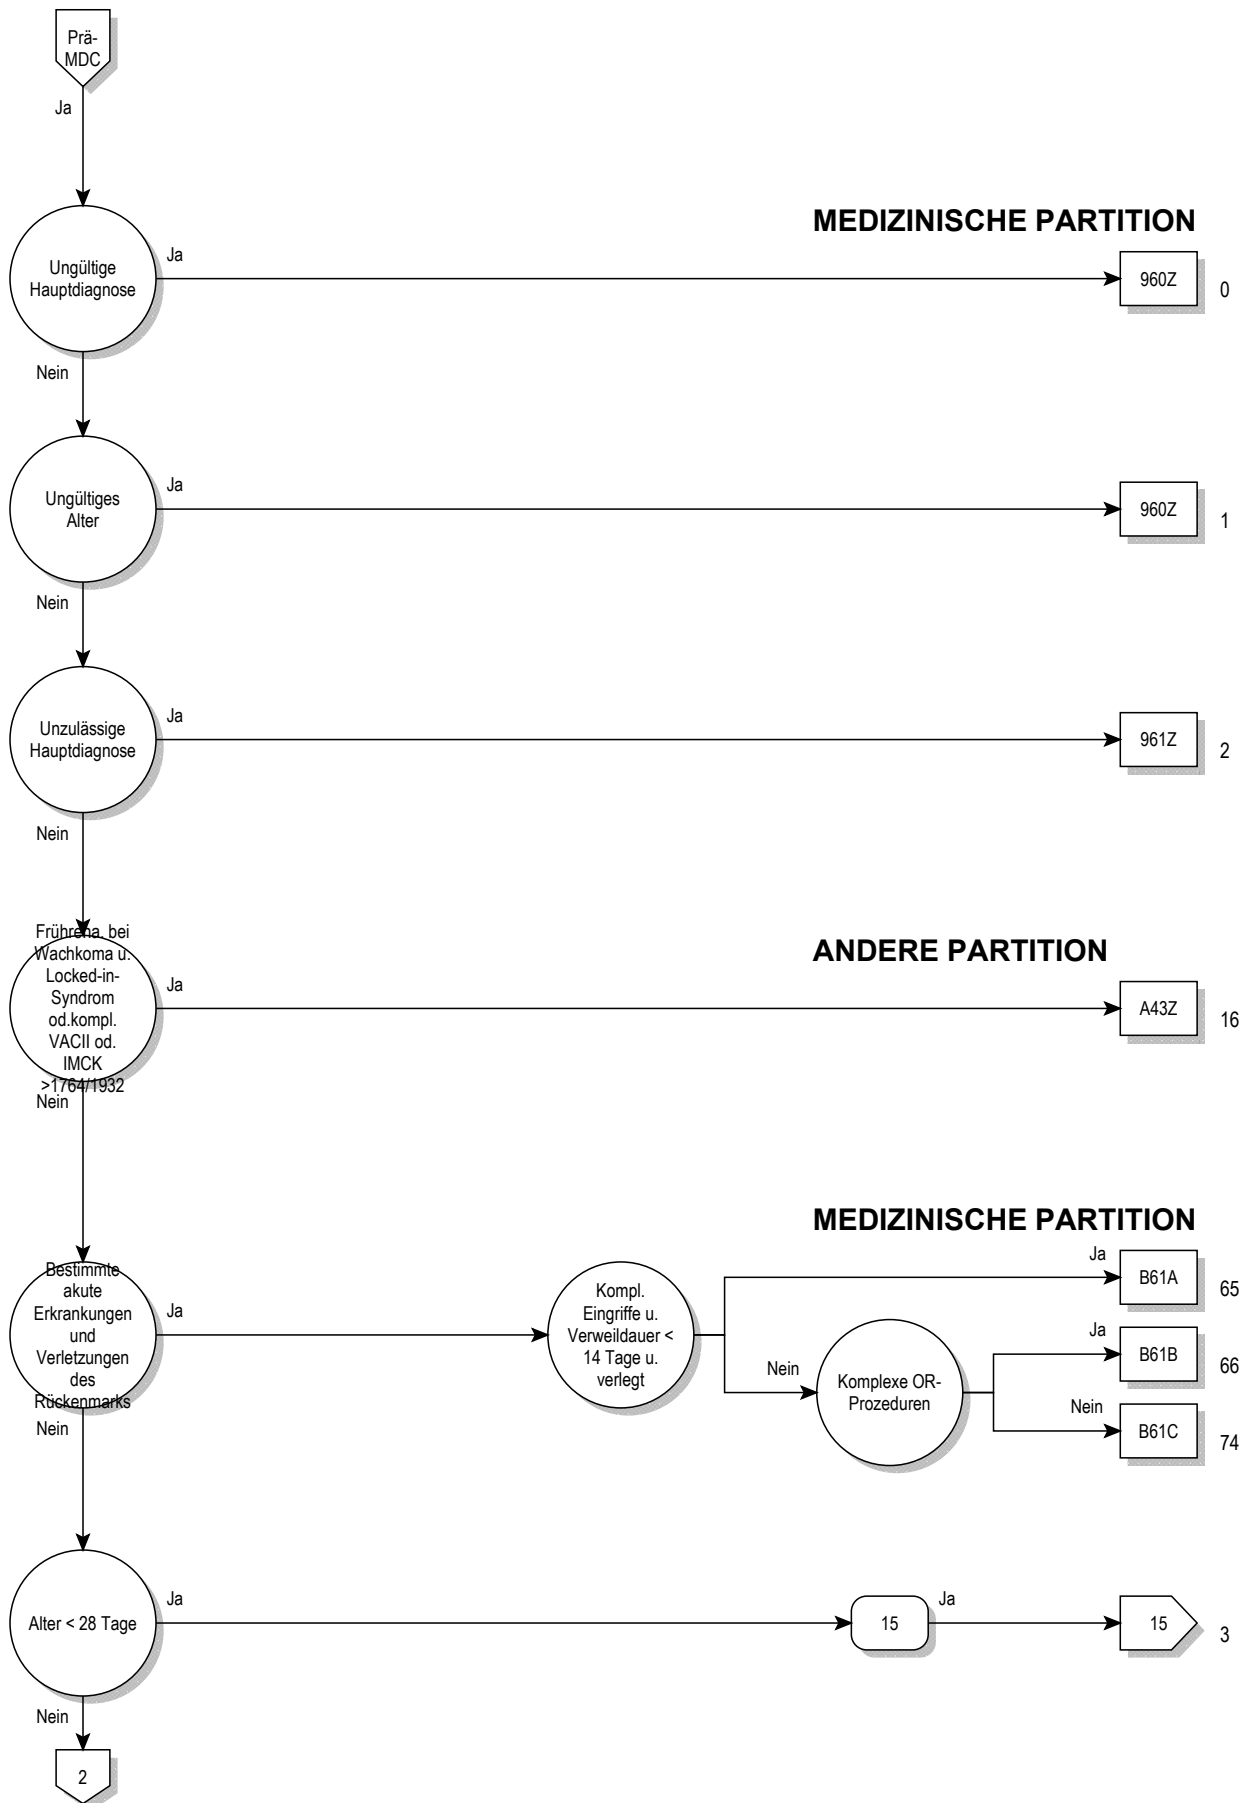 Prä-
MDC
Ja
MEDIZINISCHE PARTITION
Ungültige
Hauptdiagnose
Ja
960Z
0
Nein
Ungültiges
Alter
Ja
960Z
1
Nein
Unzulässige
Hauptdiagnose
Ja
961Z
2
Nein
ANDERE PARTITION
Frühreha. bei
Wachkoma u.
Locked-in-
Syndrom
od.kompl.
VACII od.
IMCK
>1764/1932
Ja
A43Z
16
Nein
MEDIZINISCHE PARTITION
Bestimmte
akute
Erkrankungen
und
Verletzungen
des
Rückenmarks
Ja
Kompl.
Eingriffe u.
Verweildauer <
14 Tage u.
verlegt
Ja
B61A
65
Nein
Komplexe OR-
Prozeduren
Ja
B61B
66
Nein
B61C
74
Nein
Alter < 28 Tage
Ja
15
Ja
15
3
Nein
2